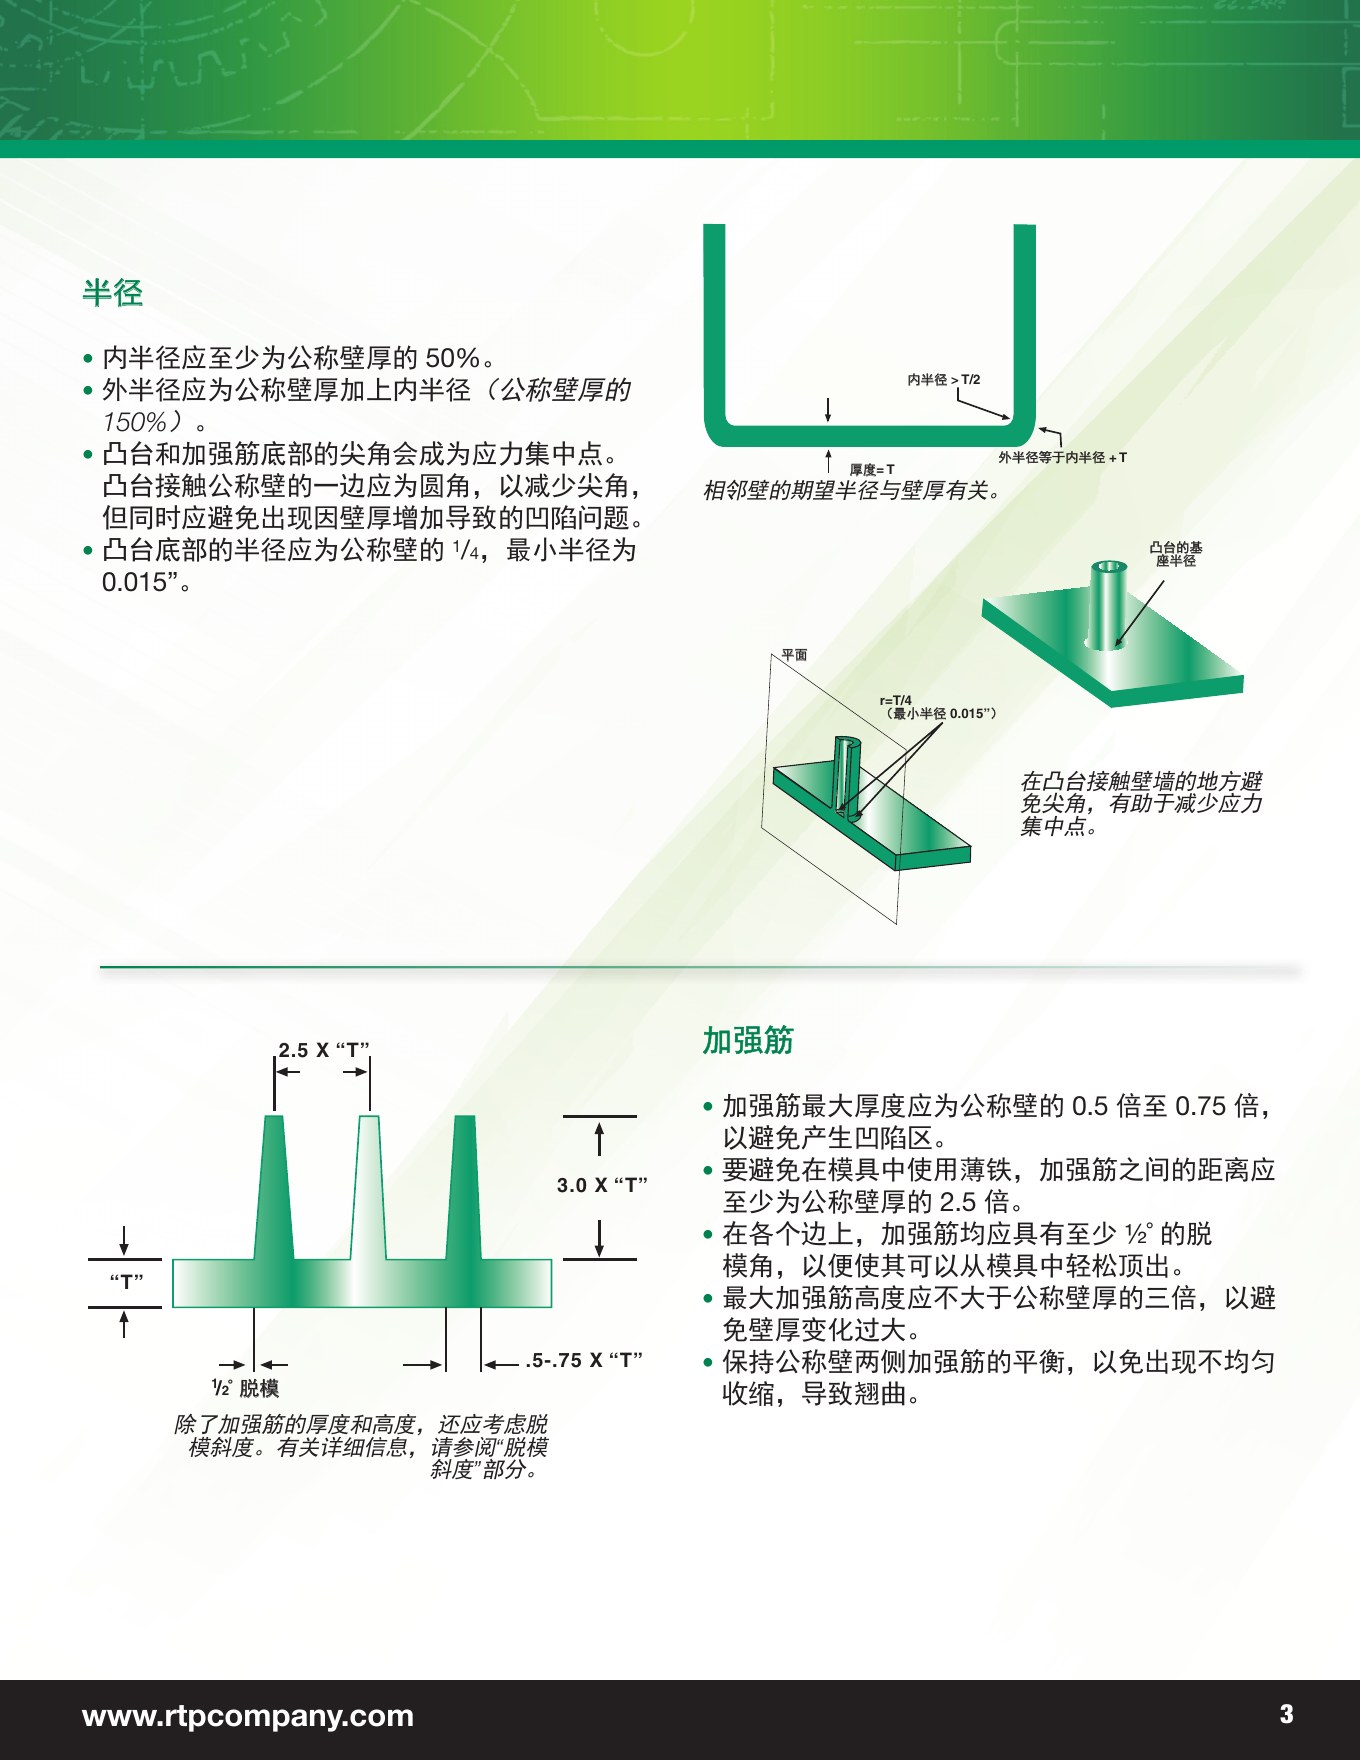 半径
• 内半径应至少为公称壁厚的 50%。
• 外半径应为公称壁厚加上内半径（公称壁厚的
150%）。
• 凸台和加强筋底部的尖角会成为应力集中点。
凸台接触公称壁的一边应为圆角，以减少尖角，
但同时应避免出现因壁厚增加导致的凹陷问题。
• 凸台底部的半径应为公称壁的 1/4，最小半径为
0.015”。
内半径 > T/2
外半径等于内半径 + T
厚度= T
相邻壁的期望半径与壁厚有关。
凸台的基
座半径
平面
r=T/4
（最小半径 0.015”）
在凸台接触壁墙的地方避
免尖角，有助于减少应力
集中点。
2.5 X “T”
3.0 X “T”
“T”
.5-.75 X “T”
1/2° 脱模
除了加强筋的厚度和高度，还应考虑脱
模斜度。有关详细信息，请参阅“脱模
斜度”部分。
加强筋
• 加强筋最大厚度应为公称壁的 0.5 倍至 0.75 倍，
以避免产生凹陷区。
• 要避免在模具中使用薄铁，加强筋之间的距离应
至少为公称壁厚的 2.5 倍。
• 在各个边上，加强筋均应具有至少 ½° 的脱
模角，以便使其可以从模具中轻松顶出。
• 最大加强筋高度应不大于公称壁厚的三倍，以避
免壁厚变化过大。
• 保持公称壁两侧加强筋的平衡，以免出现不均匀
收缩，导致翘曲。
www.rtpcompany.com
3